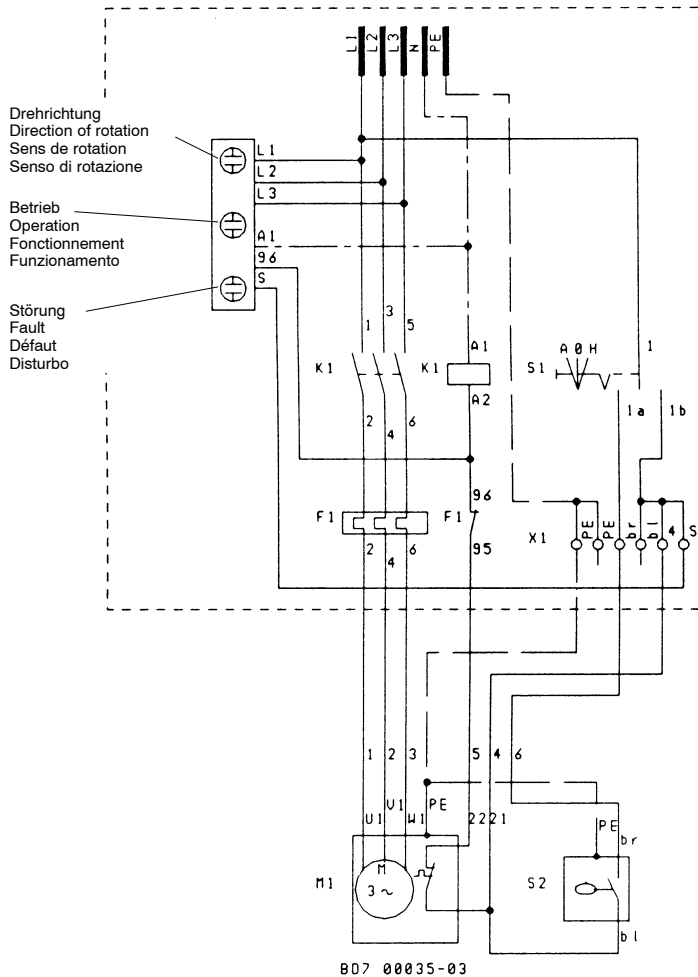 L1 L2 L3 N PE
Drehrichtung
Direction of rotation
Sens de rotation
Senso di rotazione
L1
L2
L3
Betrieb
Operation
Fonctionnement
Funzionamento
A1
96
S
Störung
Fault
Défaut
Disturbo
3
1 5
K1
K1 A1
S1 A 0 H 1
A2
2 4 6
1a 1b
96
F1
F1
X1 PE PE br bl 4 S
2 4 6
95
1 2 3 5 4 6
U1 V1 W1 PE 22 21
PE br
M1 M
3 ~
S2
bl
BD7 00035-03